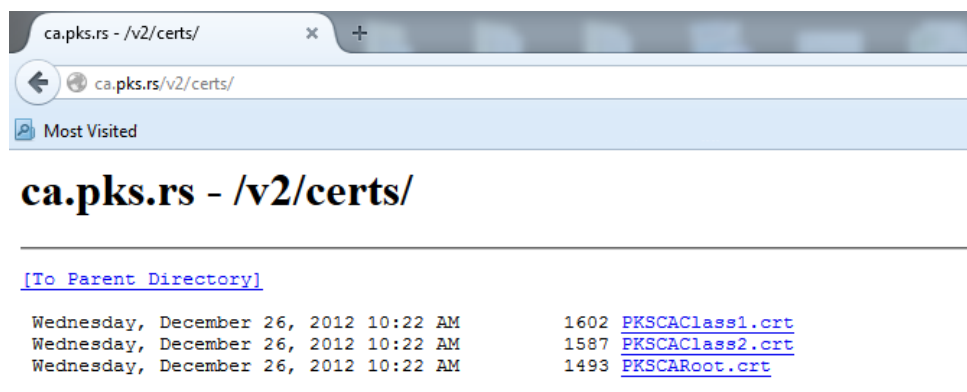 ca.pks.rs - /v2/certs/
ca.pks.rs/v2/certs/
Most Visited
ca.pks.rs - /v2/certs/
[To Parent Directory]
Wednesday, December 26, 2012 10:22 AM 1602 PKSCAClass1.crt
Wednesday, December 26, 2012 10:22 AM 1587 PKSCAClass2.crt
Wednesday, December 26, 2012 10:22 AM 1493 PKSCARoot.crt